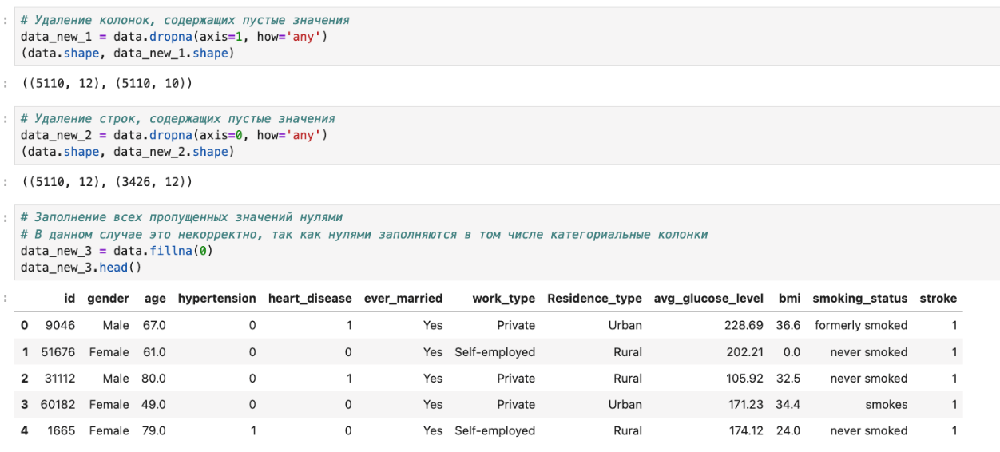 # Удаление колонок, содержащих пустые значения
data_new_1 = data.dropna(axis=1, how='any')
(data.shape, data_new_1.shape)
((5110, 12), (5110, 10))
# Удаление строк, содержащих пустые значения
data_new_2 = data.dropna(axis=0, how='any')
(data.shape, data_new_2.shape)
((5110, 12), (3426, 12))
# Заполнение всех пропущенных значений нулями
# В данном случае это некорректно, так как нулями заполняются в том числе категориальные колонки
data_new_3 = data.fillna(0)
data_new_3.head()
id gender age hypertension heart_disease ever_married work_type Residence_type avg_glucose_level bmi smoking_status stroke
0 9046 Male 67.0 0 1 Yes Private Urban 228.69 36.6 formerly smoked 1
1 51676 Female 61.0 0 0 Yes Self-employed Rural 202.21 0.0 never smoked 1
2 31112 Male 80.0 0 1 Yes Private Rural 105.92 32.5 never smoked 1
3 60182 Female 49.0 0 0 Yes Private Urban 171.23 34.4 smokes 1
4 1665 Female 79.0 1 0 Yes Self-employed Rural 174.12 24.0 never smoked 1